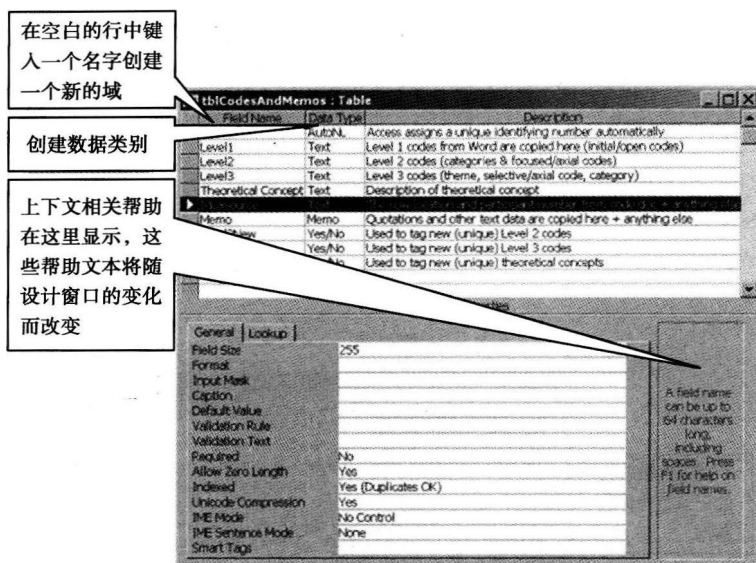 在空白的行中键
入一个名字创建
一个新的域
创建数据类别
上下文相关帮助
在这里显示，这
些帮助文本将随
设计窗口的变化
而改变
tblCodesAndMemos : Table
Field Name Data Type Description
AutoNu Access assigns a unique identifying number automatically
Level1 Text Level 1 codes from Word are copied here (initial/open codes)
Level2 Text Level 2 codes (categories & focused/axial codes)
Level3 Text Level 3 codes (theme, selective/axial code, category)
Theoretical Concept Text Description of theoretical concept
Memo Memo Quotations and other text data are copied here + anything else
Yes/No Used to tag new (unique) Level 2 codes
Yes/No Used to tag new (unique) Level 3 codes
Used to tag new (unique) theoretical concepts
General Lookup
Field Size 255
Format
Input Mask
Caption
Default Value
Validation Rule
Validation Text
Required No
Allow Zero Length Yes
Indexed Yes (Duplicates OK)
Unicode Compression Yes
IME Mode No Control
IME Sentence Mode None
Smart Tags
A field name
can be up to
64 characters
long,
including
spaces. Press
F1 for help on
field names.